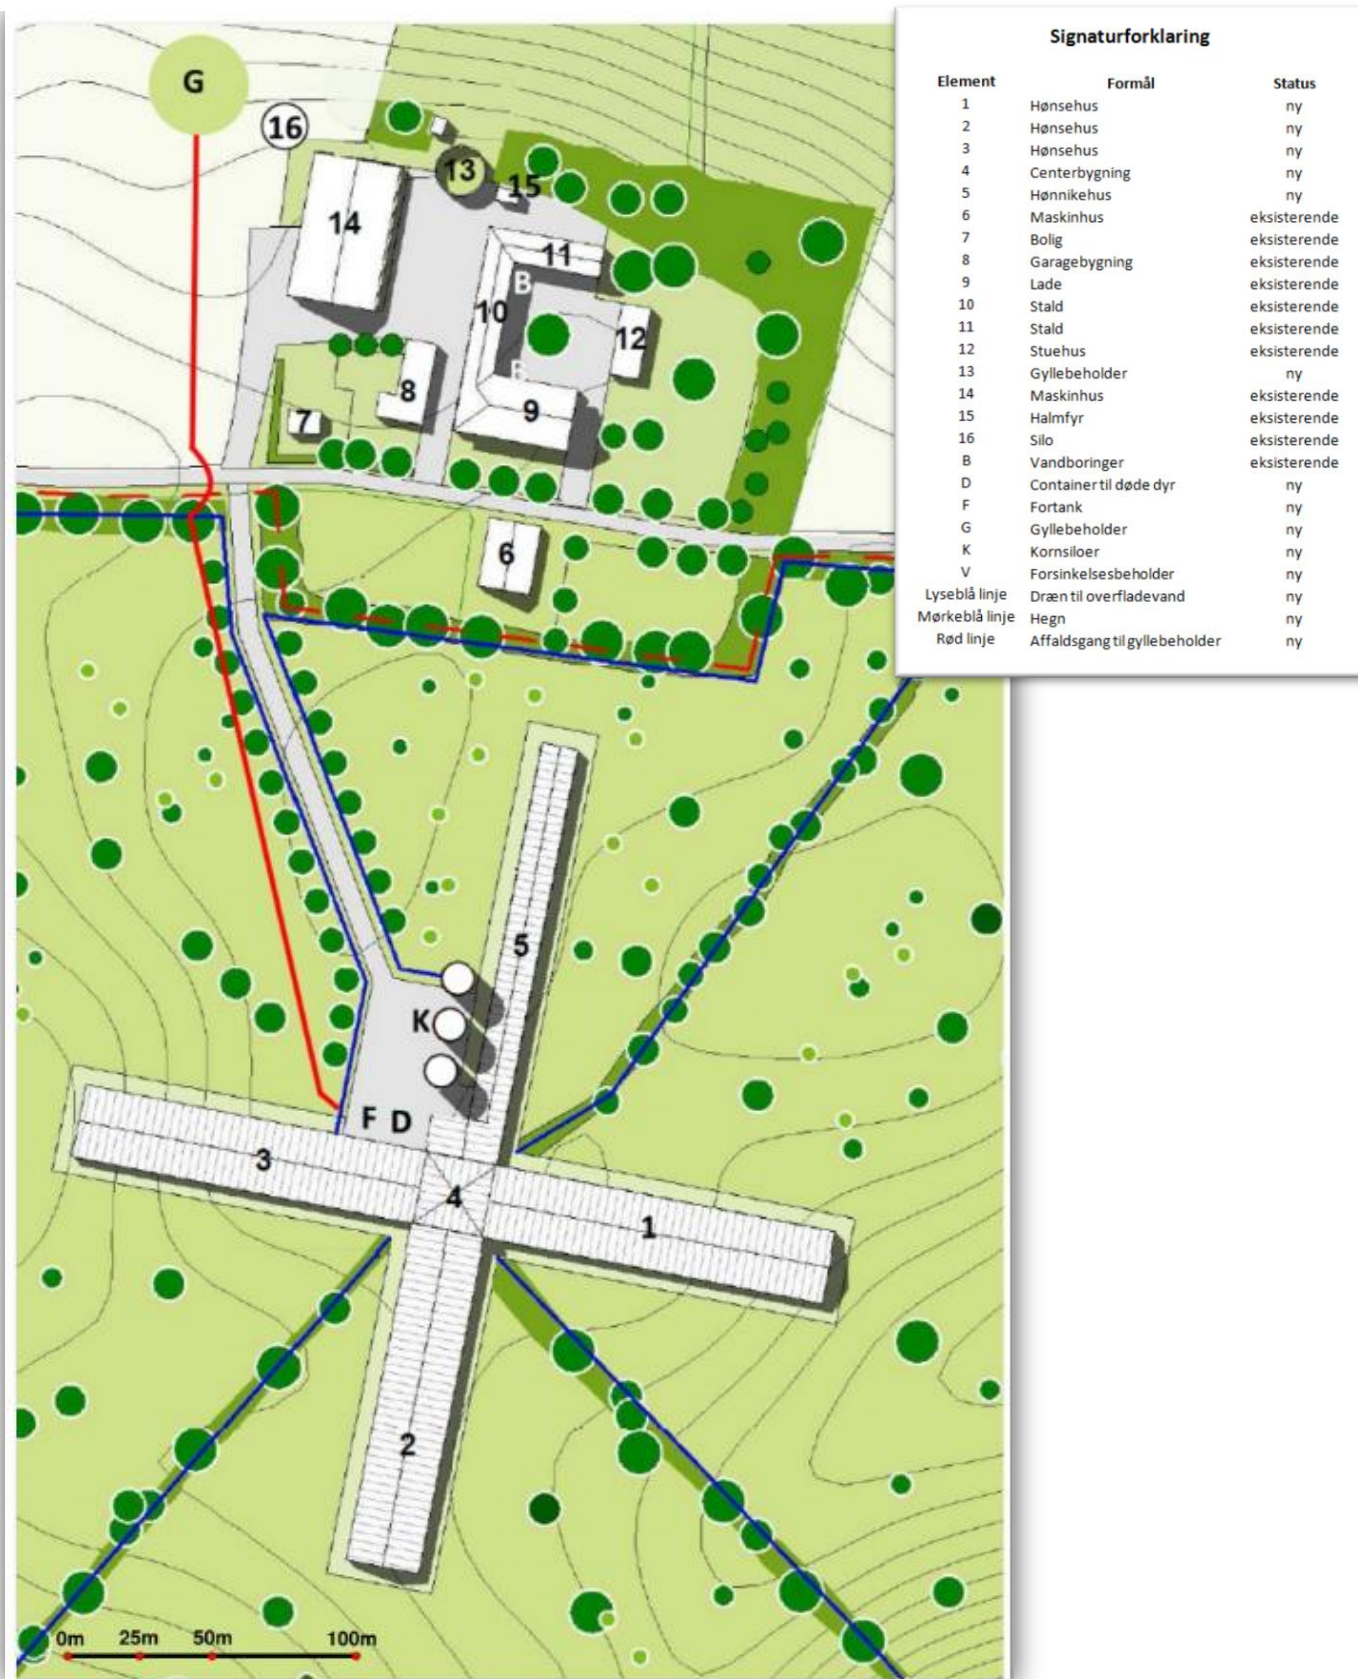 Signaturforklaring
Element Formål Status
1 Hønsehus ny
2 Hønsehus ny
3 Hønsehus ny
4 Centerbygning ny
5 Hønnikehus ny
6 Maskinhus eksisterende
7 Bolig eksisterende
8 Garagebygning eksisterende
9 Lade eksisterende
10 Stald eksisterende
11 Stald eksisterende
12 Stuehus eksisterende
13 Gyllebeholder ny
14 Maskinhus eksisterende
15 Halmfyr eksisterende
16 Silo eksisterende
B Vandboringer eksisterende
D Container til døde dyr ny
F Fortank ny
G Gyllebeholder ny
K Kornsiloer ny
V Forsinkelsesbeholder ny
Lyseblå linje Dræn til overfladevand ny
Mørkeblå linje Hegn ny
Rød linje Affaldsgang til gyllebeholder ny
G
16
13
15
14
11
B
10
12
B
8
9
7
6
5
K
F D
3
4
1
2
0m 25m 50m 100m